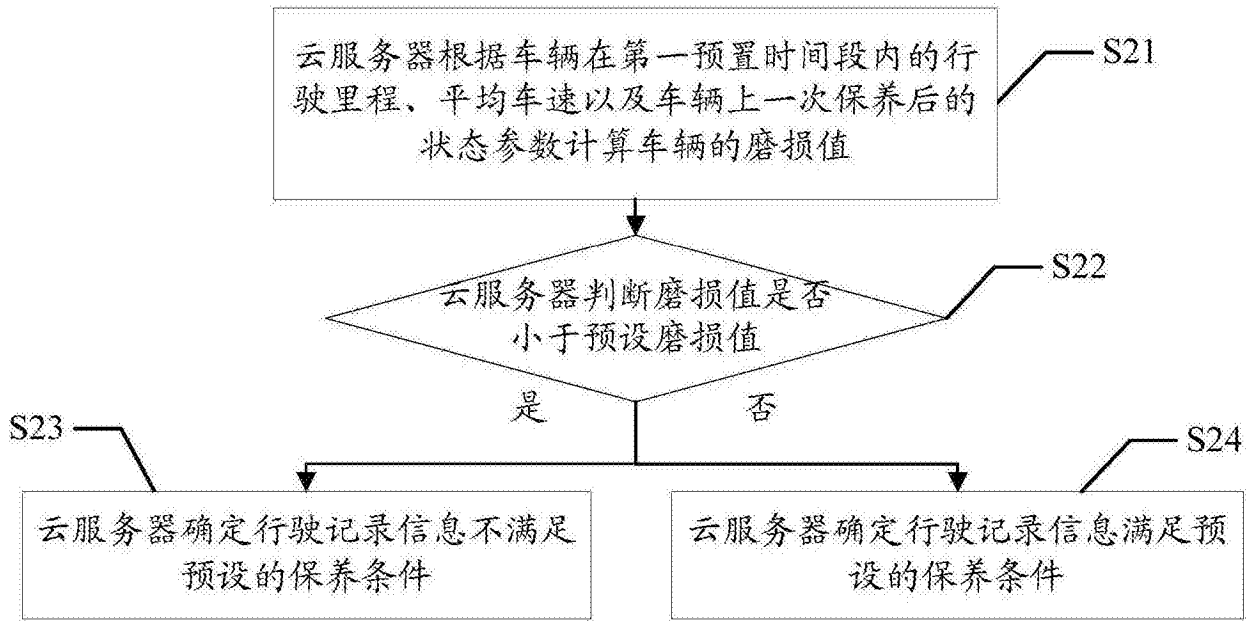 云服务器根据车辆在第一预置时间段内的行
驶里程、平均车速以及车辆上一次保养后的
状态参数计算车辆的磨损值
S21
云服务器判断磨损值是否
小于预设磨损值
S22
是
否
S23
S24
云服务器确定行驶记录信息不满足
预设的保养条件
云服务器确定行驶记录信息满足预
设的保养条件